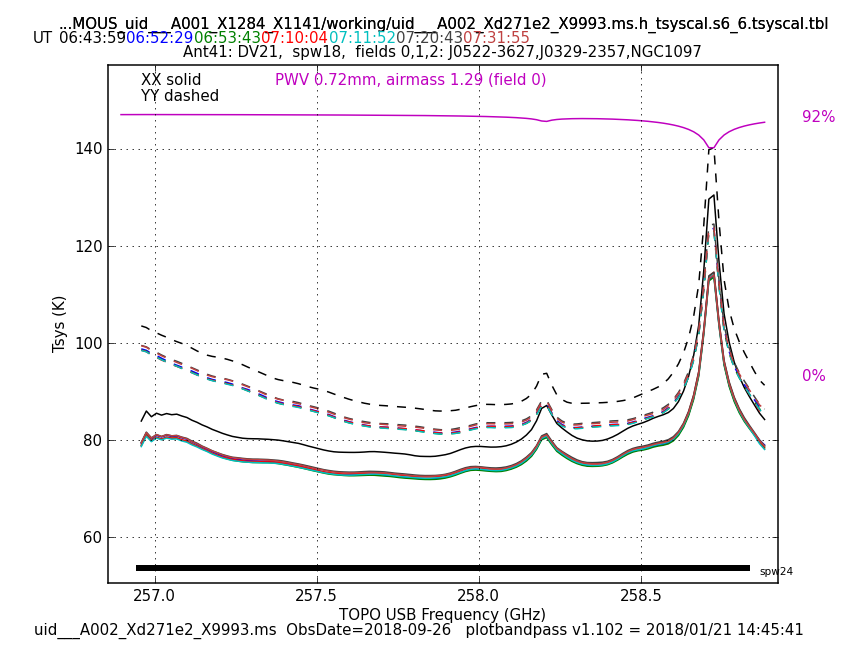 ...MOUS_uid___A001_X1284_X1141/working/uid___A002_Xd271e2_X9993.ms.h_tsyscal.s6_6.tsyscal.tbl
UT 06:43:59 06:52:29 06:53:43 07:10:04 07:11:52 07:20:43 07:31:55
Ant41: DV21, spw18, fields 0,1,2: J0522-3627,J0329-2357,NGC1097
XX solid PWV 0.72mm, airmass 1.29 (field 0)
YY dashed
92%
140
120
100
80
60
Tsys (K)
0%
spw24
257.0 257.5 258.0 258.5
TOPO USB Frequency (GHz)
uid___A002_Xd271e2_X9993.ms ObsDate=2018-09-26 plotbandpass v1.102 = 2018/01/21 14:45:41